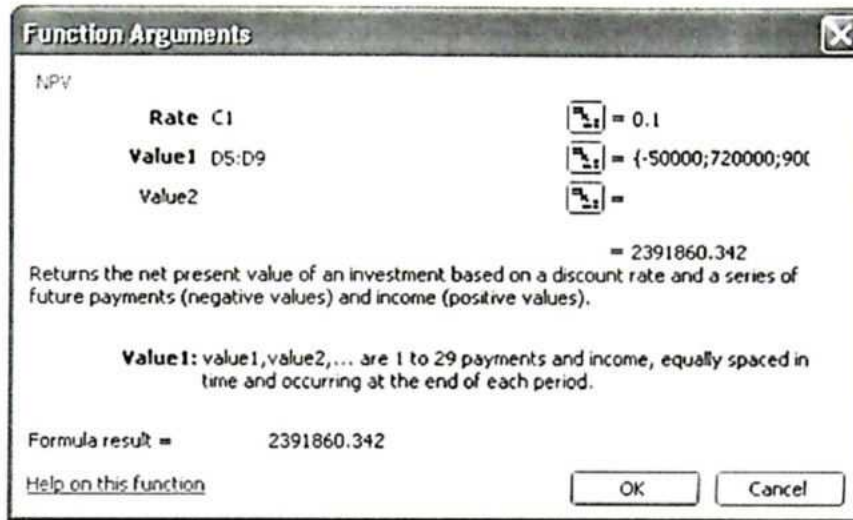 Function Arguments
NPV
Rate C1 = 0.1
Value1 D5:D9 = {-50000;720000;900
Value2 =
= 2391860.342
Returns the net present value of an investment based on a discount rate and a series of
future payments (negative values) and income (positive values).
Value1: value1,value2,... are 1 to 29 payments and income, equally spaced in
time and occurring at the end of each period.
Formula result = 2391860.342
Help on this function
OK Cancel